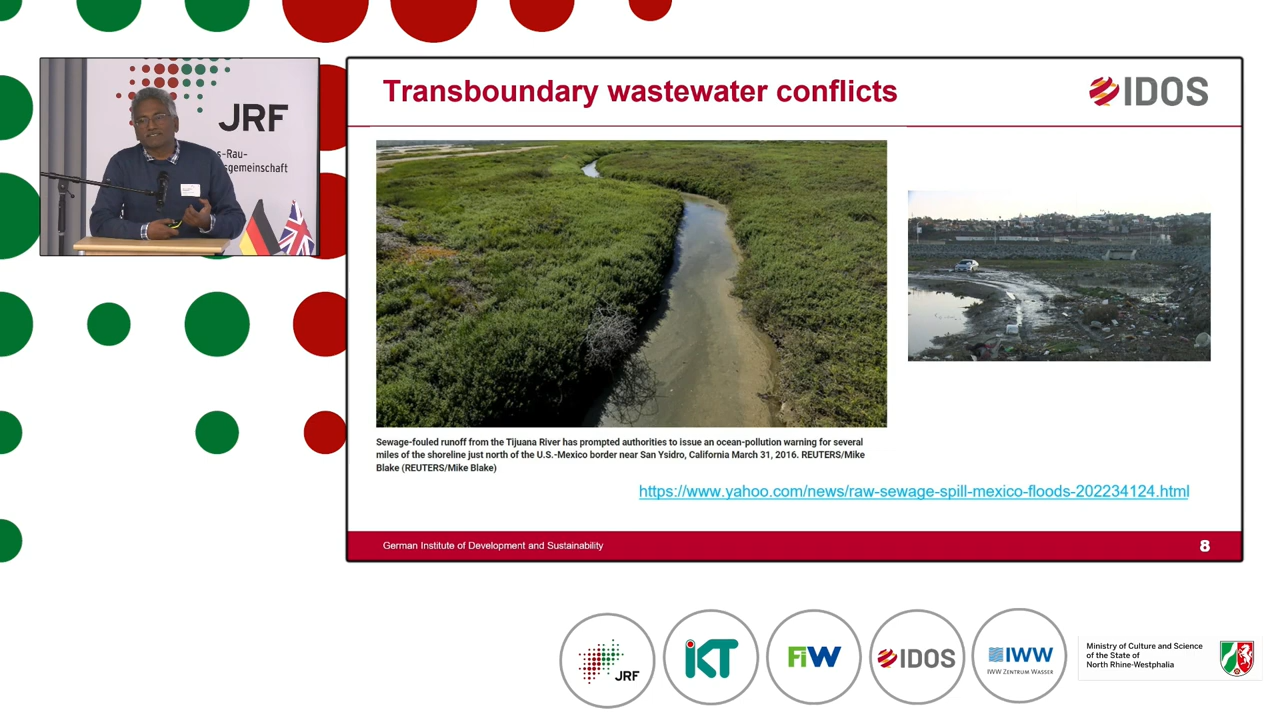 JRF
s-Rau-
sgemeinschaft
Transboundary wastewater conflicts
IDOS
Sewage-fouled runoff from the Tijuana River has prompted authorities to issue an ocean-pollution warning for several
miles of the shoreline just north of the U.S.-Mexico border near San Ysidro, California March 31, 2016. REUTERS/Mike
Blake (REUTERS/Mike Blake)
https://www.yahoo.com/news/raw-sewage-spill-mexico-floods-202234124.html
German Institute of Development and Sustainability
8
JRF
iKT
FiW
IDOS
IWW
IWW ZENTRUM WASSER
Ministry of Culture and Science
of the State of
North Rhine-Westphalia